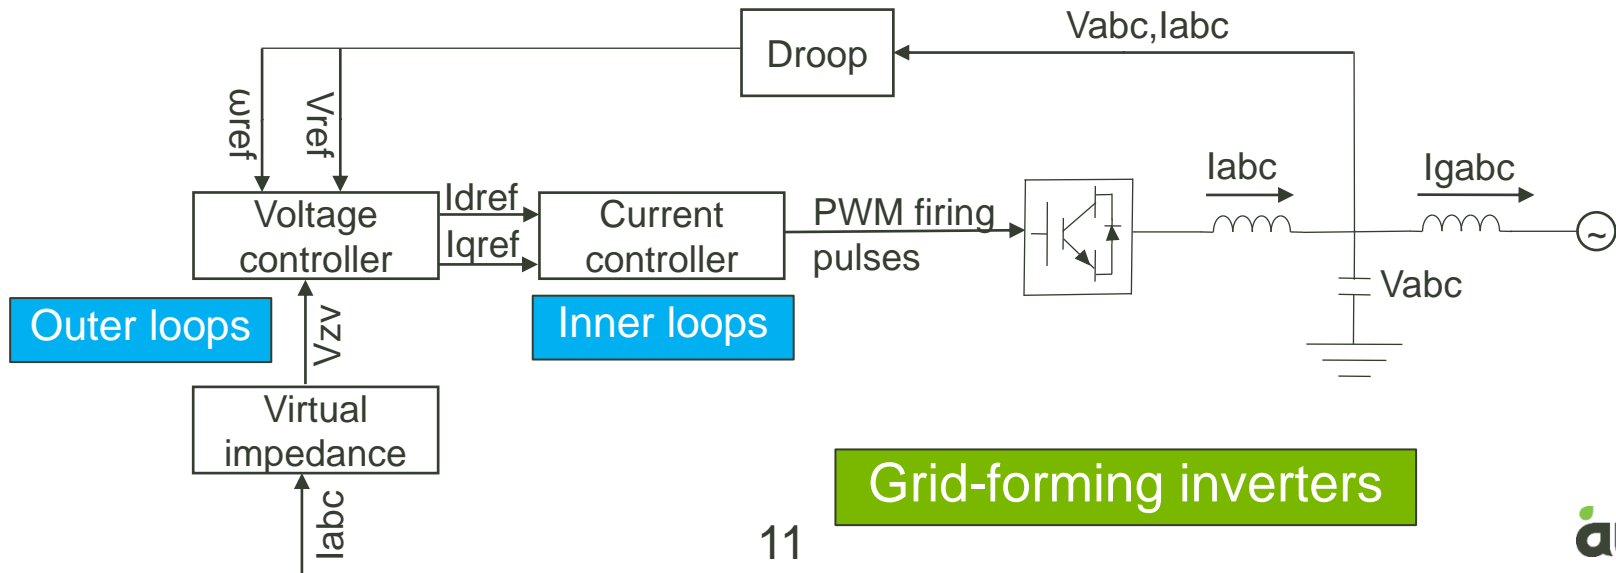 Vabc,Iabc
Droop
ωref
Vref
Iabc
Igabc
Voltage
controller
Idref
Iqref
Current
controller
PWM firing
pulses
~
Vabc
Outer loops
Inner loops
Vzv
Virtual
impedance
Iabc
Grid-forming inverters
11